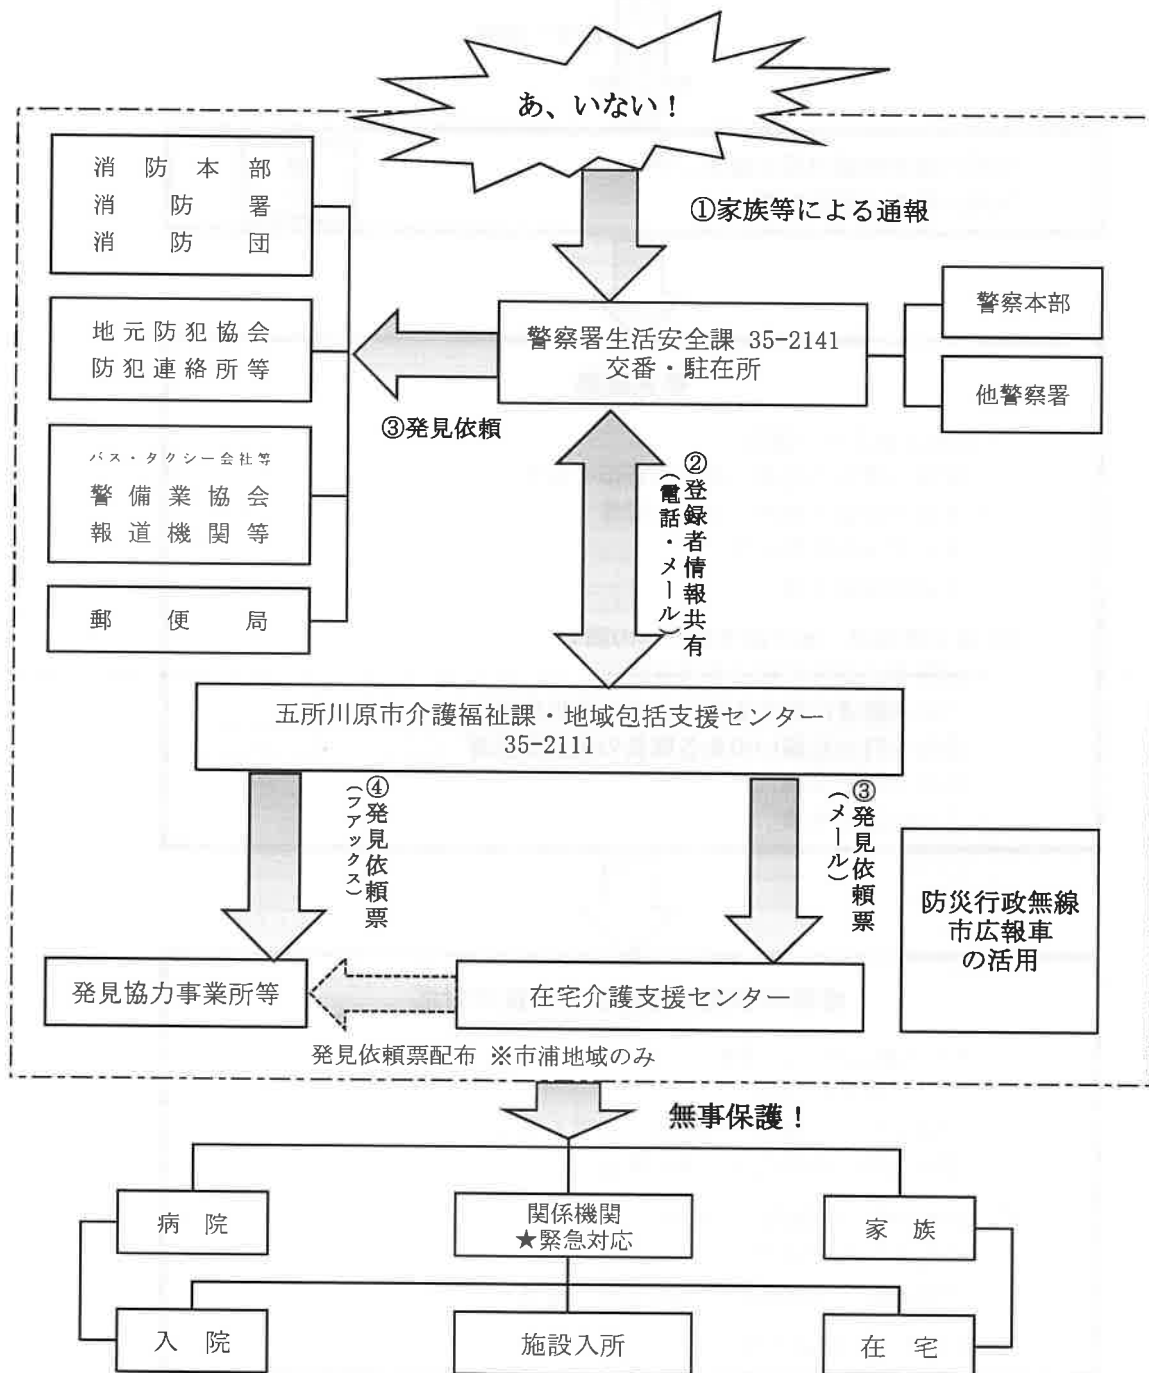 あ、いない！
①家族等による通報
消防本部
消防署
消防団
地元防犯協会
防犯連絡所等
バス・タクシー会社等
警備業協会
報道機関等
郵便局
③発見依頼
警察署生活安全課 35-2141
交番・駐在所
警察本部
他警察署
②登録者情報共有
（電話・メール）
五所川原市介護福祉課・地域包括支援センター
35-2111
④発見依頼票
（ファックス）
③発見依頼票
（メール）
防災行政無線
市広報車
の活用
発見協力事業所等
在宅介護支援センター
発見依頼票配布 ※市浦地域のみ
無事保護！
病院
関係機関
★緊急対応
家族
入院
施設入所
在宅